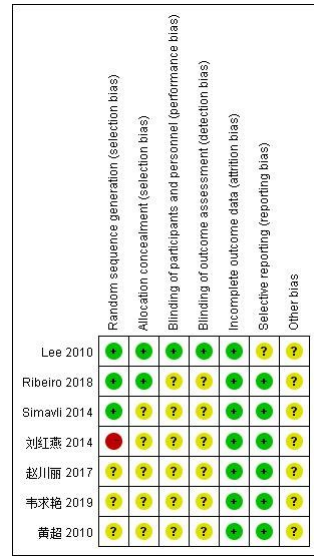 Random sequence generation (selection bias)
Allocation concealment (selection bias)
Blinding of participants and personnel (performance bias)
Blinding of outcome assessment (detection bias)
Incomplete outcome data (attrition bias)
Selective reporting (reporting bias)
Other bias
Lee 2010 + + + + + ? ?
Ribeiro 2018 + + ? ? + + ?
Simavli 2014 + ? ? ? + + ?
刘红燕 2014 ? ? ? + + ?
赵川丽 2017 ? ? ? ? + + ?
韦求艳 2019 ? ? ? ? + + ?
黄超 2010 ? ? ? ? + + ?